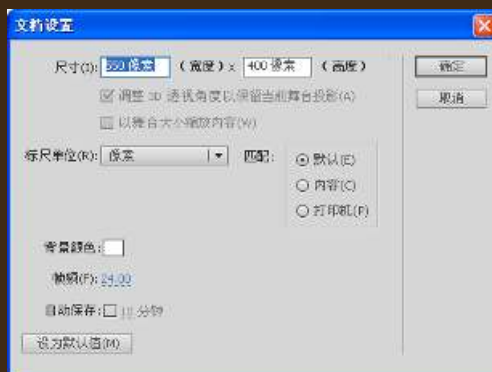 文档设置
尺寸(I): 550 像素 (宽度) x 400 像素 (高度) 确定
调整 3D 透视角度以保留当前舞台投影(A) 取消
以舞台大小缩放内容(W)
标尺单位(R): 像素 匹配: 默认(E)
内容(C)
打印机(P)
背景颜色:
帧频(F): 24.00
自动保存: 10 分钟
设为默认值(M)